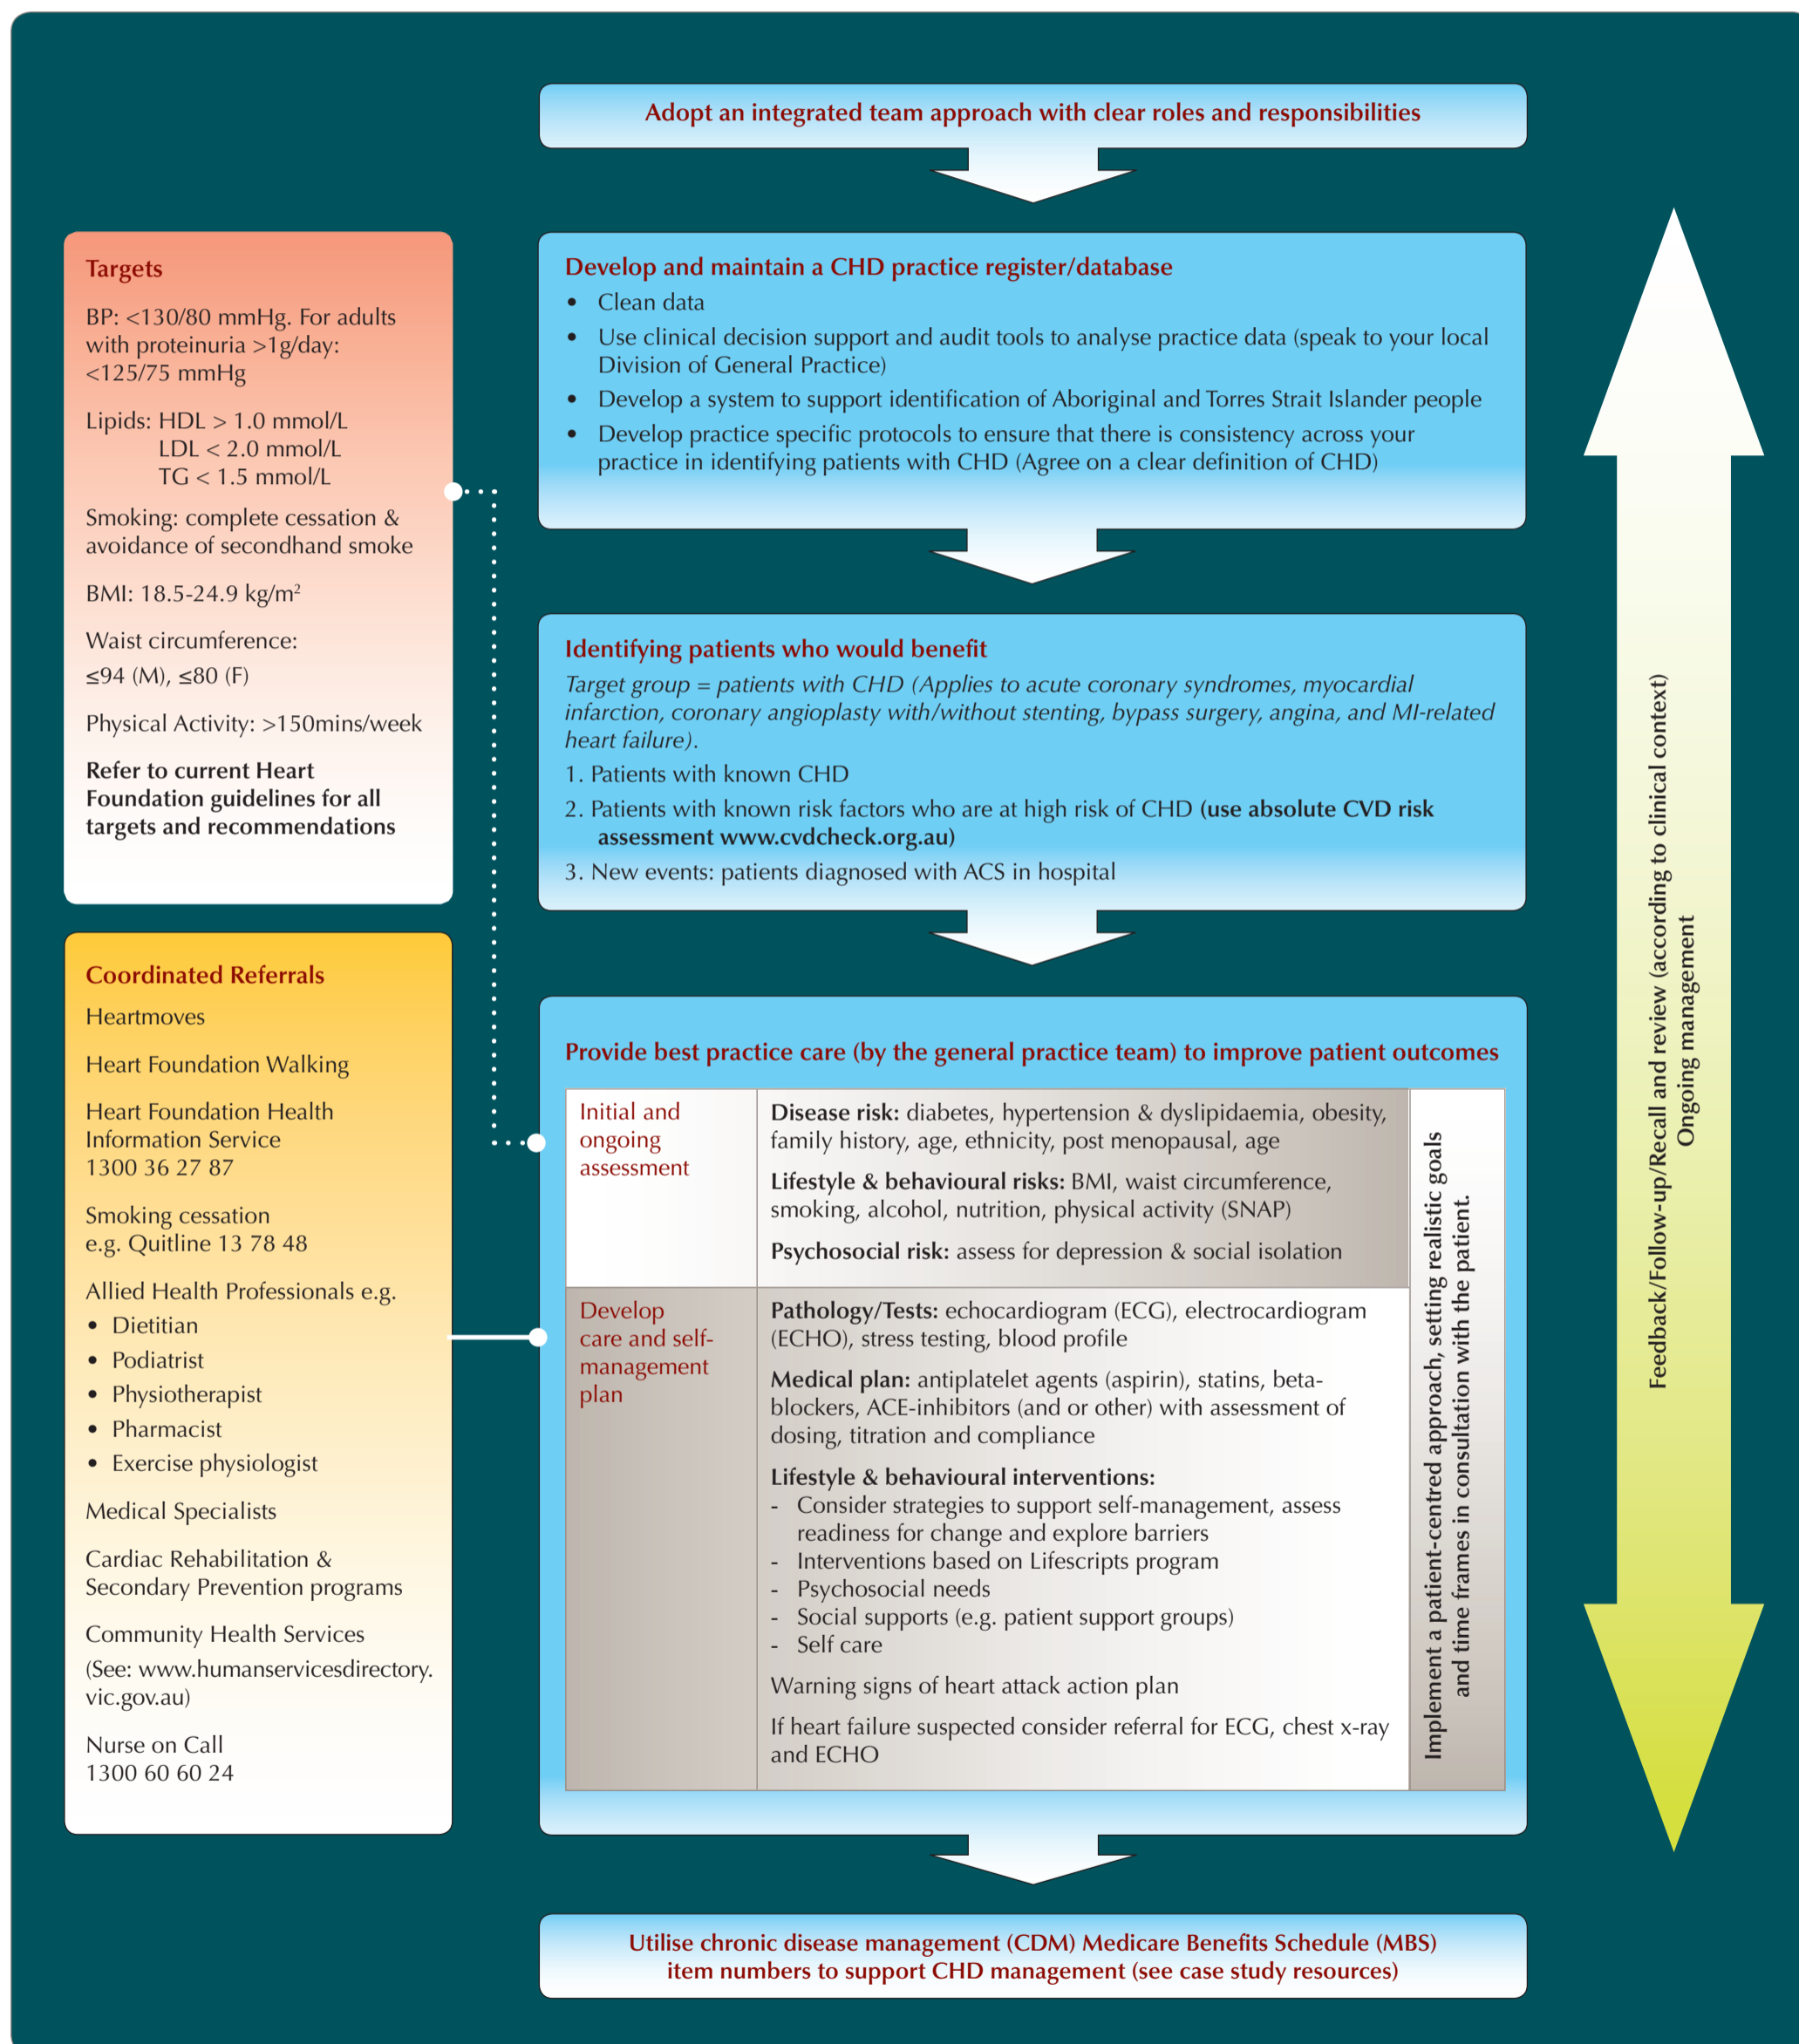 Adopt an integrated team approach with clear roles and responsibilities
Targets
BP: <130/80 mmHg. For adults
with proteinuria >1g/day:
<125/75 mmHg
Lipids: HDL > 1.0 mmol/L
LDL < 2.0 mmol/L
TG < 1.5 mmol/L
Smoking: complete cessation &
avoidance of secondhand smoke
BMI: 18.5-24.9 kg/m²
Waist circumference:
≤94 (M), ≤80 (F)
Physical Activity: >150mins/week
Refer to current Heart
Foundation guidelines for all
targets and recommendations
Coordinated Referrals
Heartmoves
Heart Foundation Walking
Heart Foundation Health
Information Service
1300 36 27 87
Smoking cessation
e.g. Quitline 13 78 48
Allied Health Professionals e.g.
• Dietitian
• Podiatrist
• Physiotherapist
• Pharmacist
• Exercise physiologist
Medical Specialists
Cardiac Rehabilitation &
Secondary Prevention programs
Community Health Services
(See: www.humanservicesdirectory.
vic.gov.au)
Nurse on Call
1300 60 60 24
Develop and maintain a CHD practice register/database
• Clean data
• Use clinical decision support and audit tools to analyse practice data (speak to your local
Division of General Practice)
• Develop a system to support identification of Aboriginal and Torres Strait Islander people
• Develop practice specific protocols to ensure that there is consistency across your
practice in identifying patients with CHD (Agree on a clear definition of CHD)
Identifying patients who would benefit
Target group = patients with CHD (Applies to acute coronary syndromes, myocardial
infarction, coronary angioplasty with/without stenting, bypass surgery, angina, and MI-related
heart failure).
1. Patients with known CHD
2. Patients with known risk factors who are at high risk of CHD (use absolute CVD risk
assessment www.cvdcheck.org.au)
3. New events: patients diagnosed with ACS in hospital
Provide best practice care (by the general practice team) to improve patient outcomes
Initial and
ongoing
assessment
Disease risk: diabetes, hypertension & dyslipidaemia, obesity,
family history, age, ethnicity, post menopausal, age
Lifestyle & behavioural risks: BMI, waist circumference,
smoking, alcohol, nutrition, physical activity (SNAP)
Psychosocial risk: assess for depression & social isolation
Develop
care and self-
management
plan
Pathology/Tests: echocardiogram (ECG), electrocardiogram
(ECHO), stress testing, blood profile
Medical plan: antiplatelet agents (aspirin), statins, beta-
blockers, ACE-inhibitors (and or other) with assessment of
dosing, titration and compliance
Lifestyle & behavioural interventions:
- Consider strategies to support self-management, assess
readiness for change and explore barriers
- Interventions based on Lifescripts program
- Psychosocial needs
- Social supports (e.g. patient support groups)
- Self care
Warning signs of heart attack action plan
If heart failure suspected consider referral for ECG, chest x-ray
and ECHO
Implement a patient-centred approach, setting realistic goals
and time frames in consultation with the patient.
Feedback/Follow-up/Recall and review (according to clinical context)
Ongoing management
Utilise chronic disease management (CDM) Medicare Benefits Schedule (MBS)
item numbers to support CHD management (see case study resources)